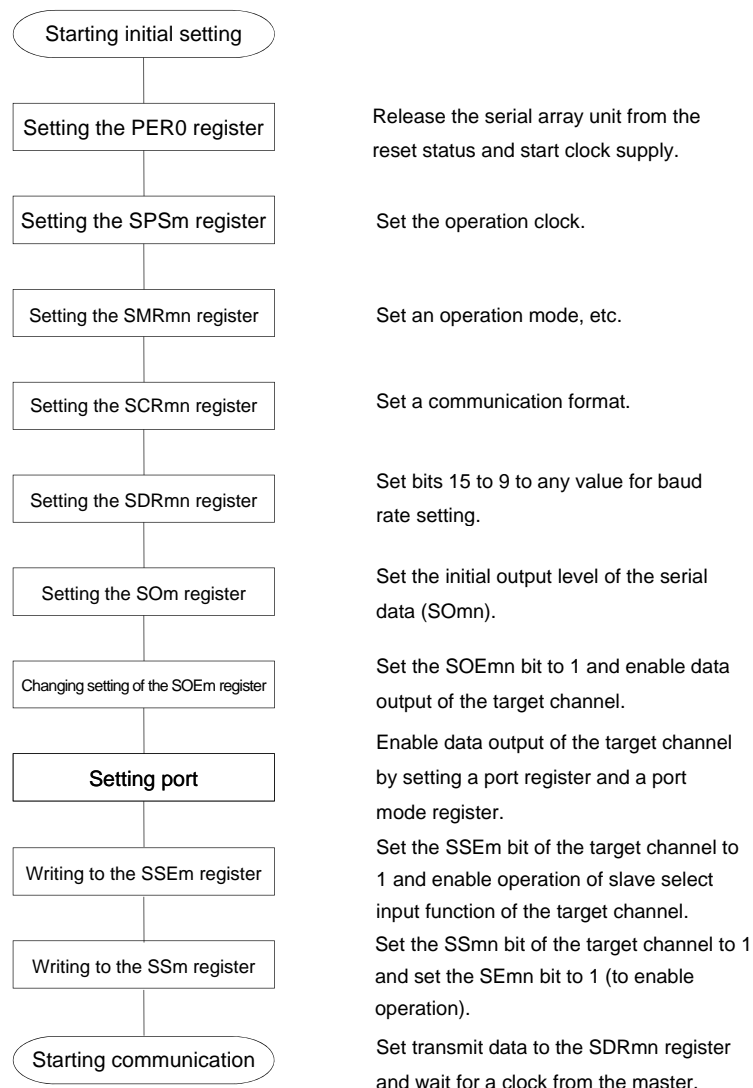 Starting initial setting
Setting the PER0 register
Release the serial array unit from the
reset status and start clock supply.
Setting the SPSm register
Set the operation clock.
Setting the SMRmn register
Set an operation mode, etc.
Setting the SCRmn register
Set a communication format.
Setting the SDRmn register
Set bits 15 to 9 to any value for baud
rate setting.
Setting the SOm register
Set the initial output level of the serial
data (SOmn).
Changing setting of the SOEm register
Set the SOEmn bit to 1 and enable data
output of the target channel.
Setting port
Enable data output of the target channel
by setting a port register and a port
mode register.
Writing to the SSEm register
Set the SSEm bit of the target channel to
1 and enable operation of slave select
input function of the target channel.
Writing to the SSm register
Set the SSmn bit of the target channel to 1
and set the SEmn bit to 1 (to enable
operation).
Starting communication
Set transmit data to the SDRmn register
and wait for a clock from the master.